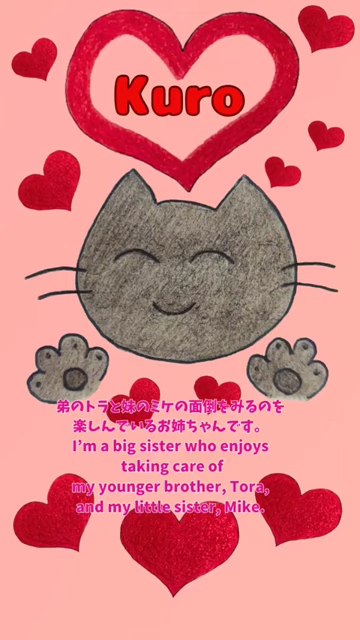 Kuro
弟のトラと妹のミケの面倒をみるのを
楽しんでいるお姉ちゃんです。
I'm a big sister who enjoys
taking care of
my younger brother, Tora,
and my little sister, Mike.